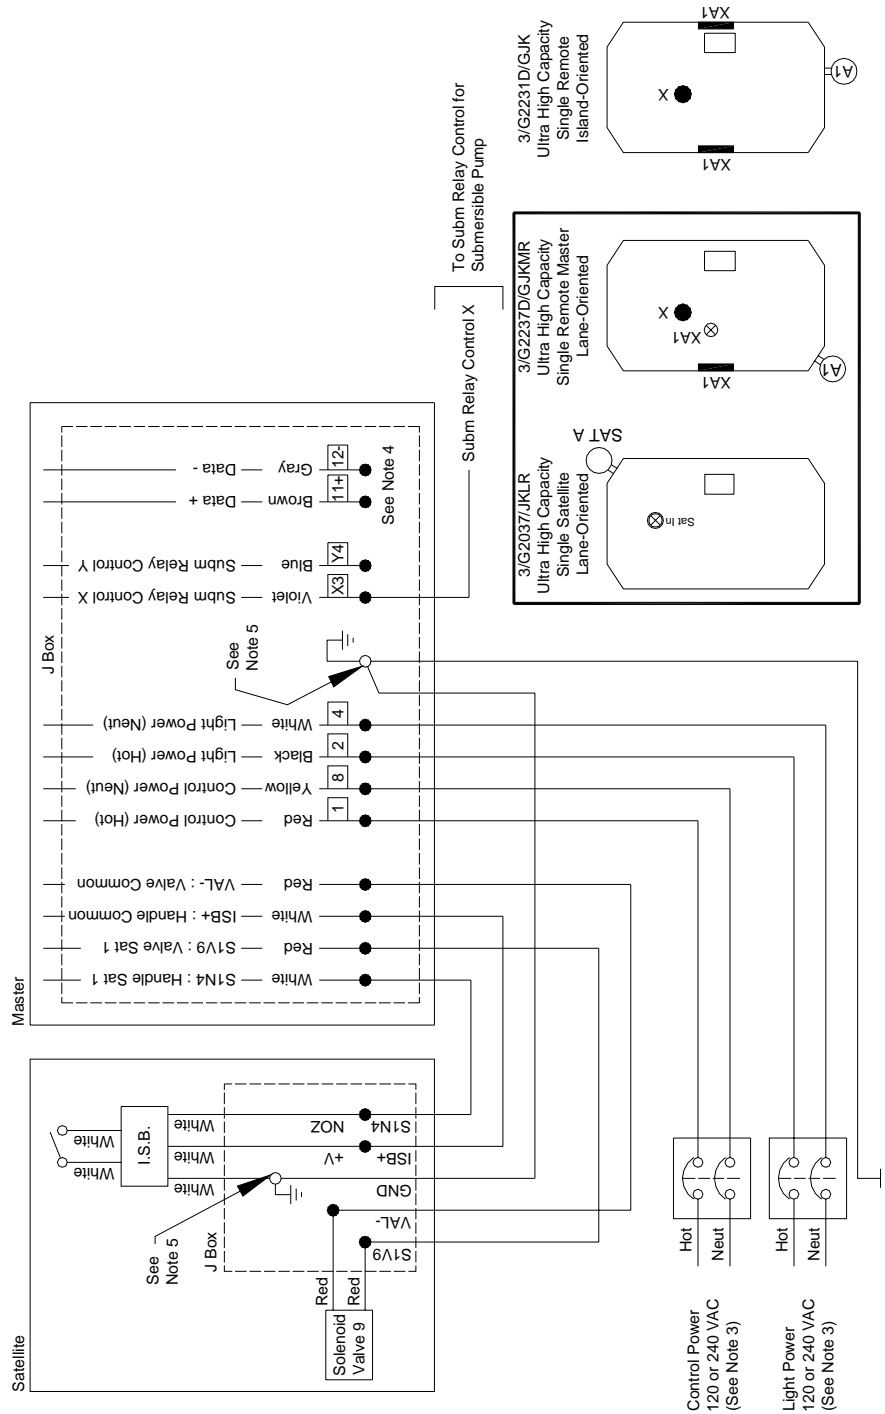 Satellite
Master
J Box
See
Note 5
J Box
See
Note 5
I.S.B.
White
White
White
White
White
NOZ
V+
GND
VAL-
S1V9
ISB+
S1N4
Red
Red
Solenoid
Valve 9
S1N4 : Handle Sat 1
White
S1V9 : Valve Sat 1
Red
ISB+ : Handle Common
White
VAL- : Valve Common
Red
Control Power (Hot)
Red
1
Control Power (Neut)
Yellow
8
Light Power (Hot)
Black
2
Light Power (Neut)
White
4
Subm Relay Control X
Violet
X3
Subm Relay Control Y
Blue
Y4
Data +
Brown
11+
Data -
Gray
12-
See Note 4
Subm Relay Control X
To Subm Relay Control for
Submersible Pump
Hot
Neut
Control Power
120 or 240 VAC
(See Note 3)
Hot
Neut
Light Power
120 or 240 VAC
(See Note 3)
3/G2037/JKLR
Ultra High Capacity
Single Satellite
Lane-Oriented
SAT A
Sat In
3/G2237D/GJKMR
Ultra High Capacity
Single Remote Master
Lane-Oriented
X
XA1
XA1
A1
3/G2231D/GJK
Ultra High Capacity
Single Remote
Island-Oriented
X
XA1
XA1
A1